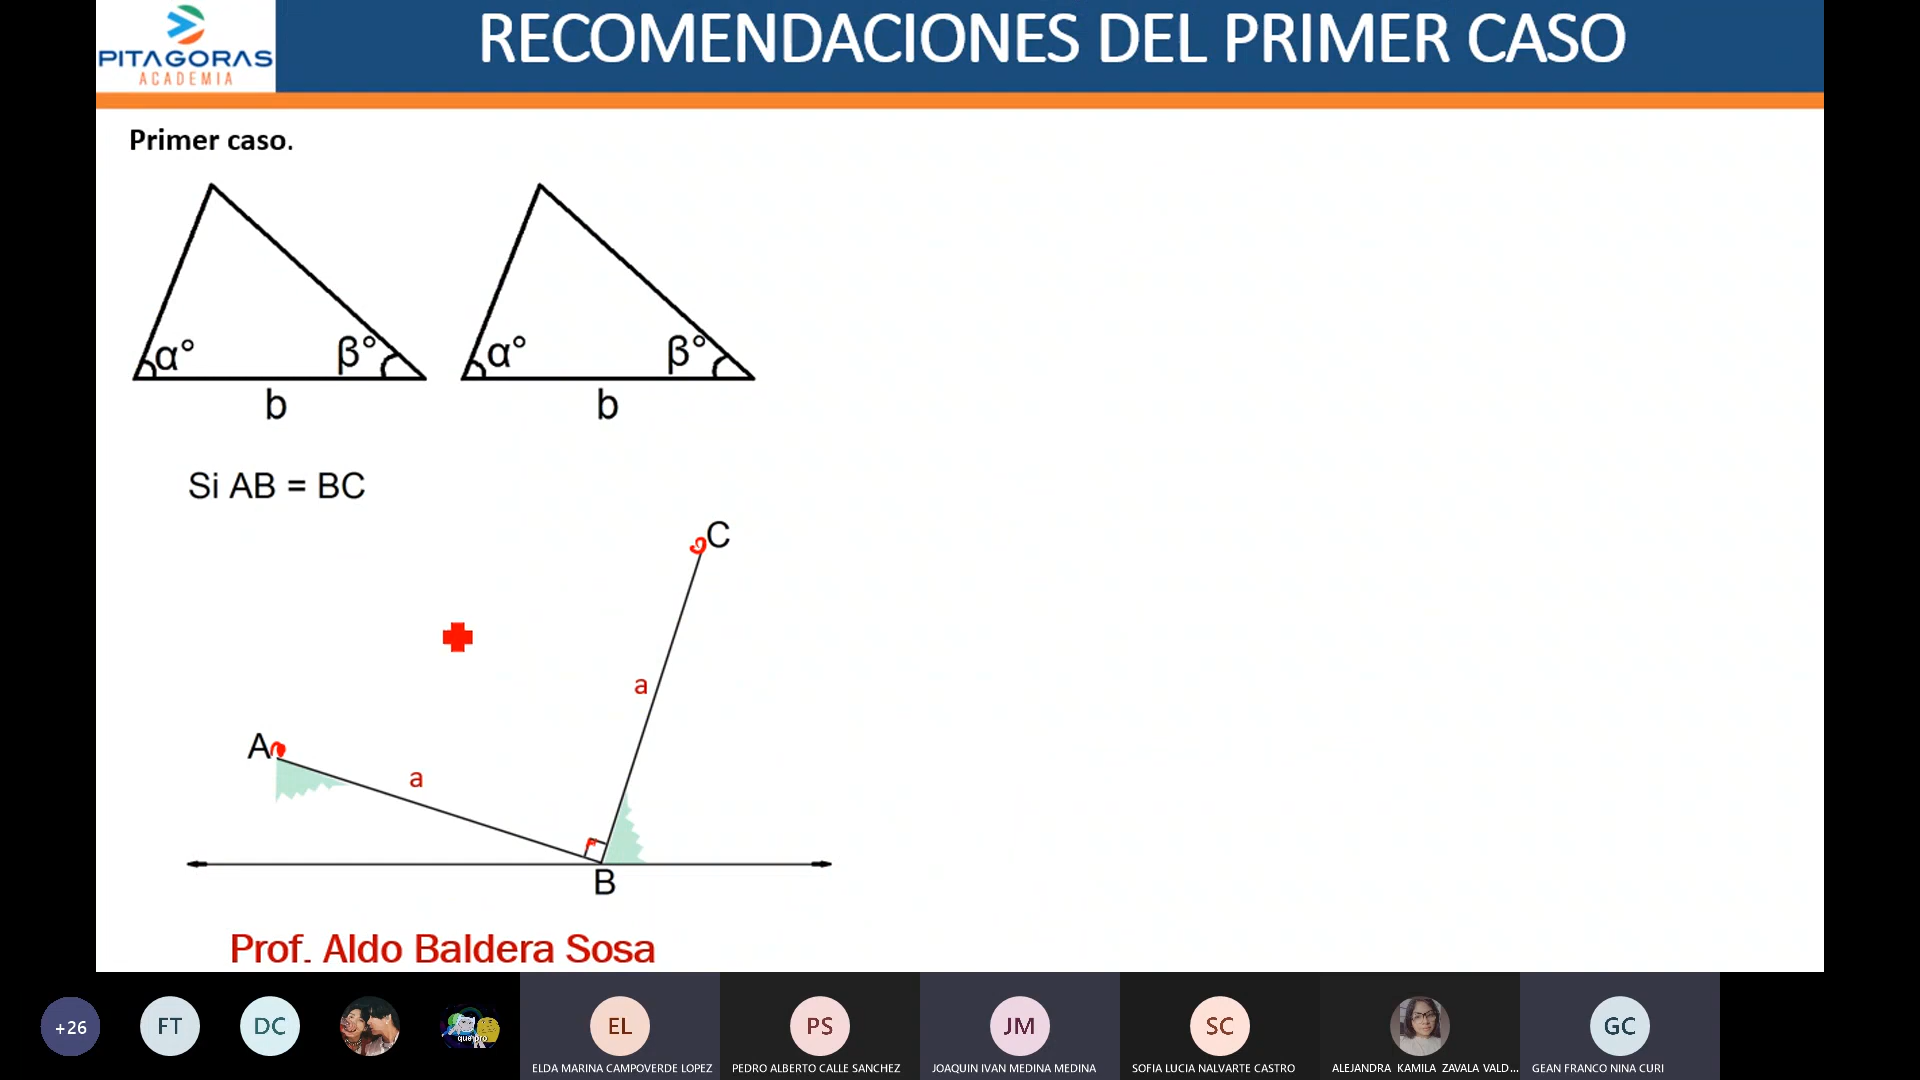 PITAGORAS
ACADEMIA
RECOMENDACIONES DEL PRIMER CASO
Primer caso.
α° β° α° β°
b b
Si AB = BC
C
a
A
a
B
Prof. Aldo Baldera Sosa
+26 FT DC que pro EL PS JM SC GC
ELDA MARINA CAMPOVERDE LOPEZ PEDRO ALBERTO CALLE SANCHEZ JOAQUIN IVAN MEDINA MEDINA SOFIA LUCIA NALVARTE CASTRO ALEJANDRA KAMILA ZAVALA VALD... GEAN FRANCO NINA CURI